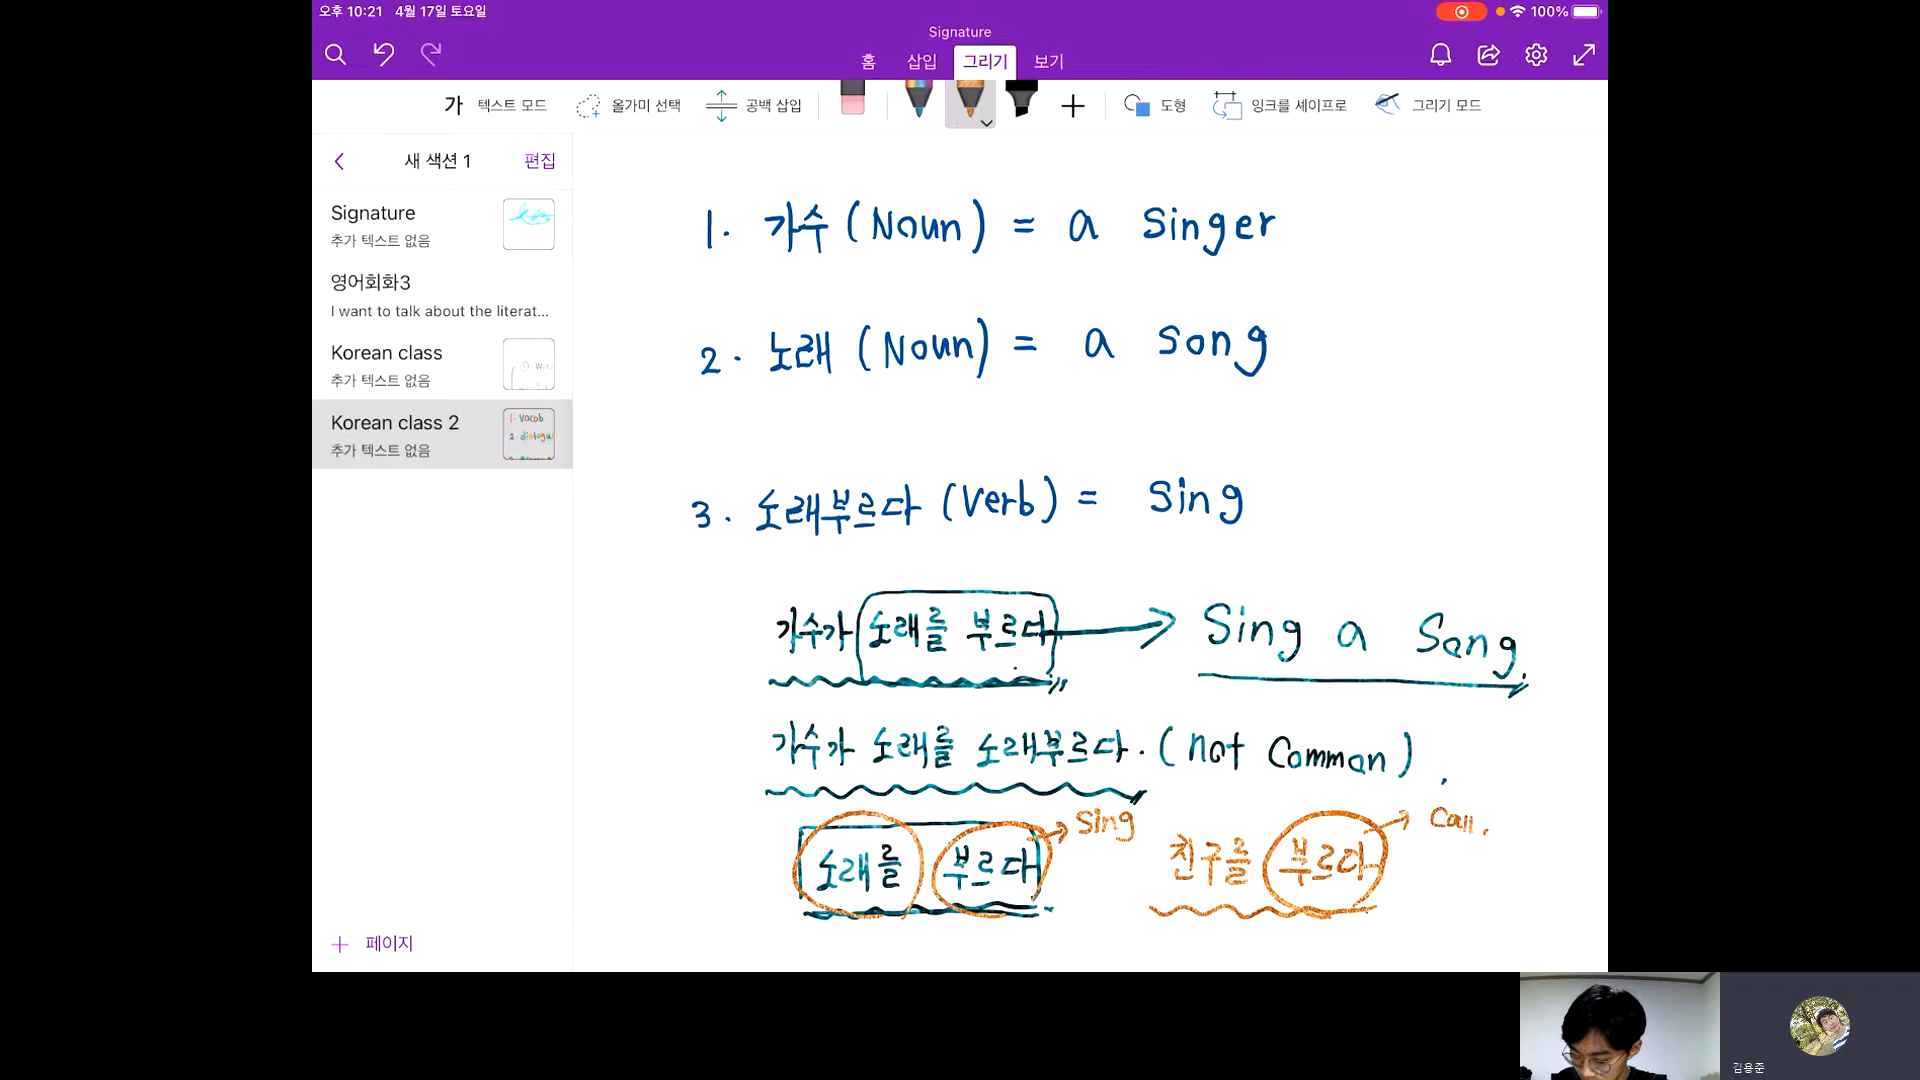 오후 10:21 4월 17일 토요일
100%
Signature
홈 삽입 그리기 보기
가 텍스트 모드 올가미 선택 공백 삽입 도형 잉크를 셰이프로 그리기 모드
새 섹션 1 편집
Signature
추가 텍스트 없음
영어회화3
I want to talk about the literat...
Korean class
추가 텍스트 없음
Korean class 2
추가 텍스트 없음
1. Vocab
2. dialogu
+ 페이지
1. 가수 (Noun) = a singer
2. 노래 (Noun) = a song
3. 노래부르다 (Verb) = Sing
가수가 노래를 부르다 → Sing a Song.
가수가 노래를 노래부르다. (not Common).
노래를 부르다 → Sing
친구를 부르다 → Call.
김용준